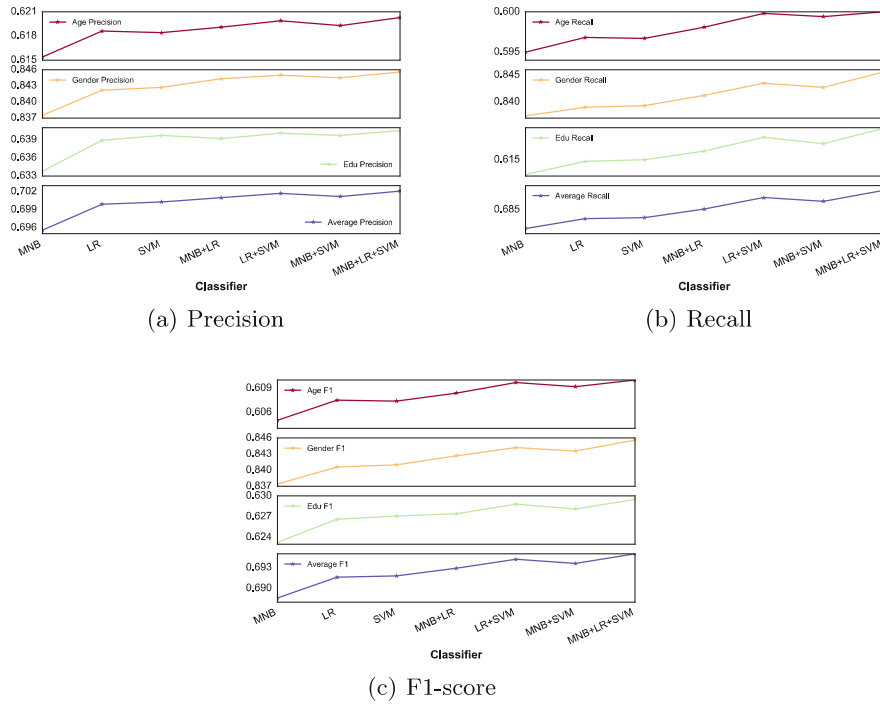 0.621
Age Precision
0.618
0.615
0.846
Gender Precision
0.843
0.840
0.837
0.639
0.636
Edu Precision
0.633
0.702
0.699
Average Precision
0.696
MNB LR SVM MNB+LR LR+SVM MNB+SVM MNB+LR+SVM
Classifier
(a) Precision
0.600
Age Recall
0.595
0.845
Gender Recall
0.840
Edu Recall
0.615
Average Recall
0.685
MNB LR SVM MNB+LR LR+SVM MNB+SVM MNB+LR+SVM
Classifier
(b) Recall
0.609
Age F1
0.606
0.846
Gender F1
0.843
0.840
0.837
0.630
Edu F1
0.627
0.624
Average F1
0.693
0.690
MNB LR SVM MNB+LR LR+SVM MNB+SVM MNB+LR+SVM
Classifier
(c) F1-score